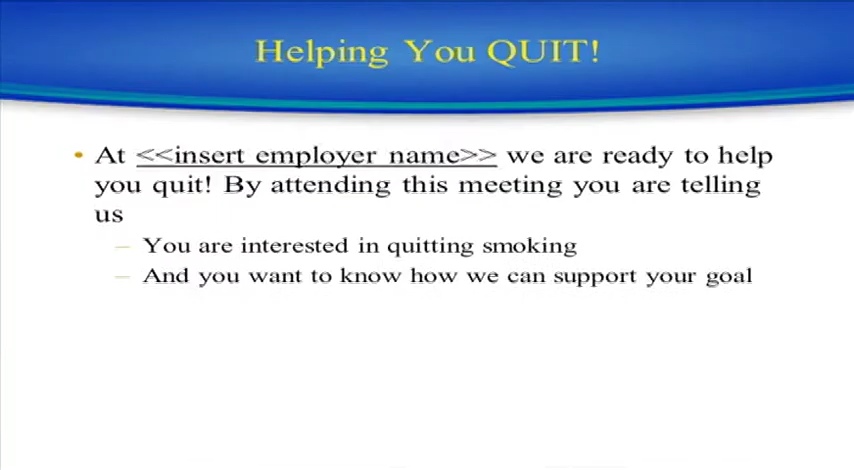 Helping You QUIT!
• At <<insert employer name>> we are ready to help
you quit! By attending this meeting you are telling
us
– You are interested in quitting smoking
– And you want to know how we can support your goal